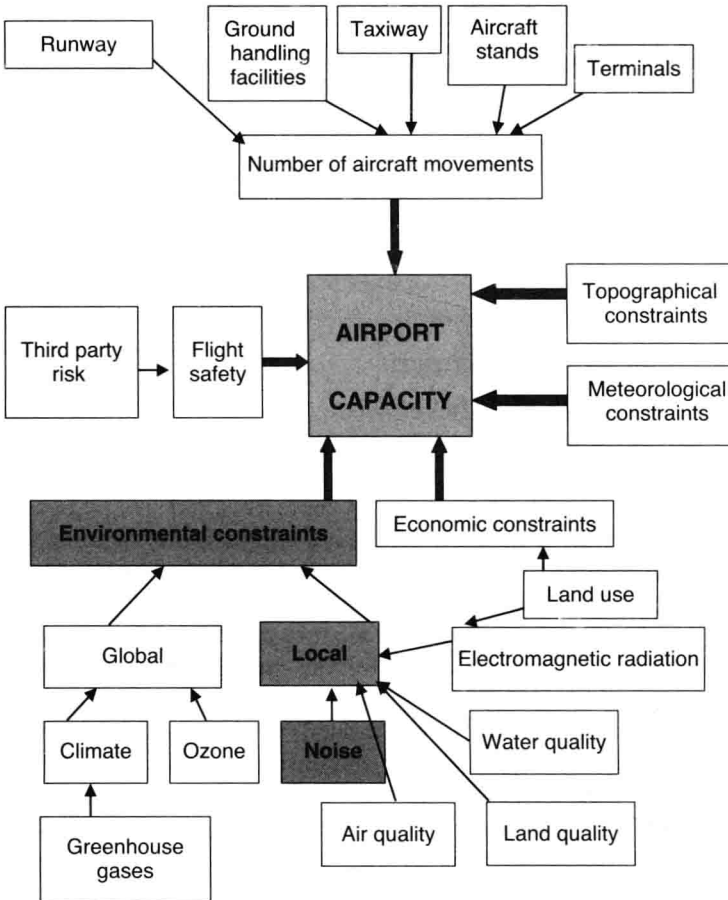 Runway
Ground
handling
facilities
Taxiway
Aircraft
stands
Terminals
Number of aircraft movements
AIRPORT
CAPACITY
Topographical
constraints
Third party
risk
Flight
safety
Meteorological
constraints
Environmental constraints
Economic constraints
Land use
Global
Local
Electromagnetic radiation
Climate
Ozone
Noise
Water quality
Air quality
Land quality
Greenhouse
gases